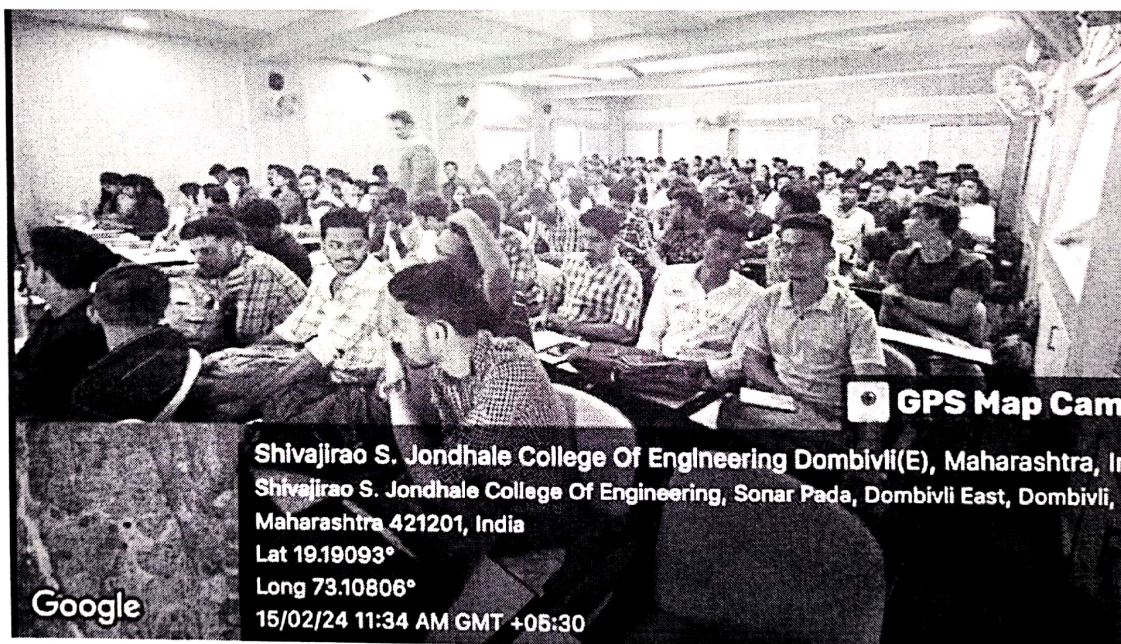 GPS Map Cam
Shivajirao S. Jondhale College Of Engineering Dombivli(E), Maharashtra, In
Shivajirao S. Jondhale College Of Engineering, Sonar Pada, Dombivli East, Dombivli,
Maharashtra 421201, India
Lat 19.19093°
Long 73.10806°
15/02/24 11:34 AM GMT +05:30
Google